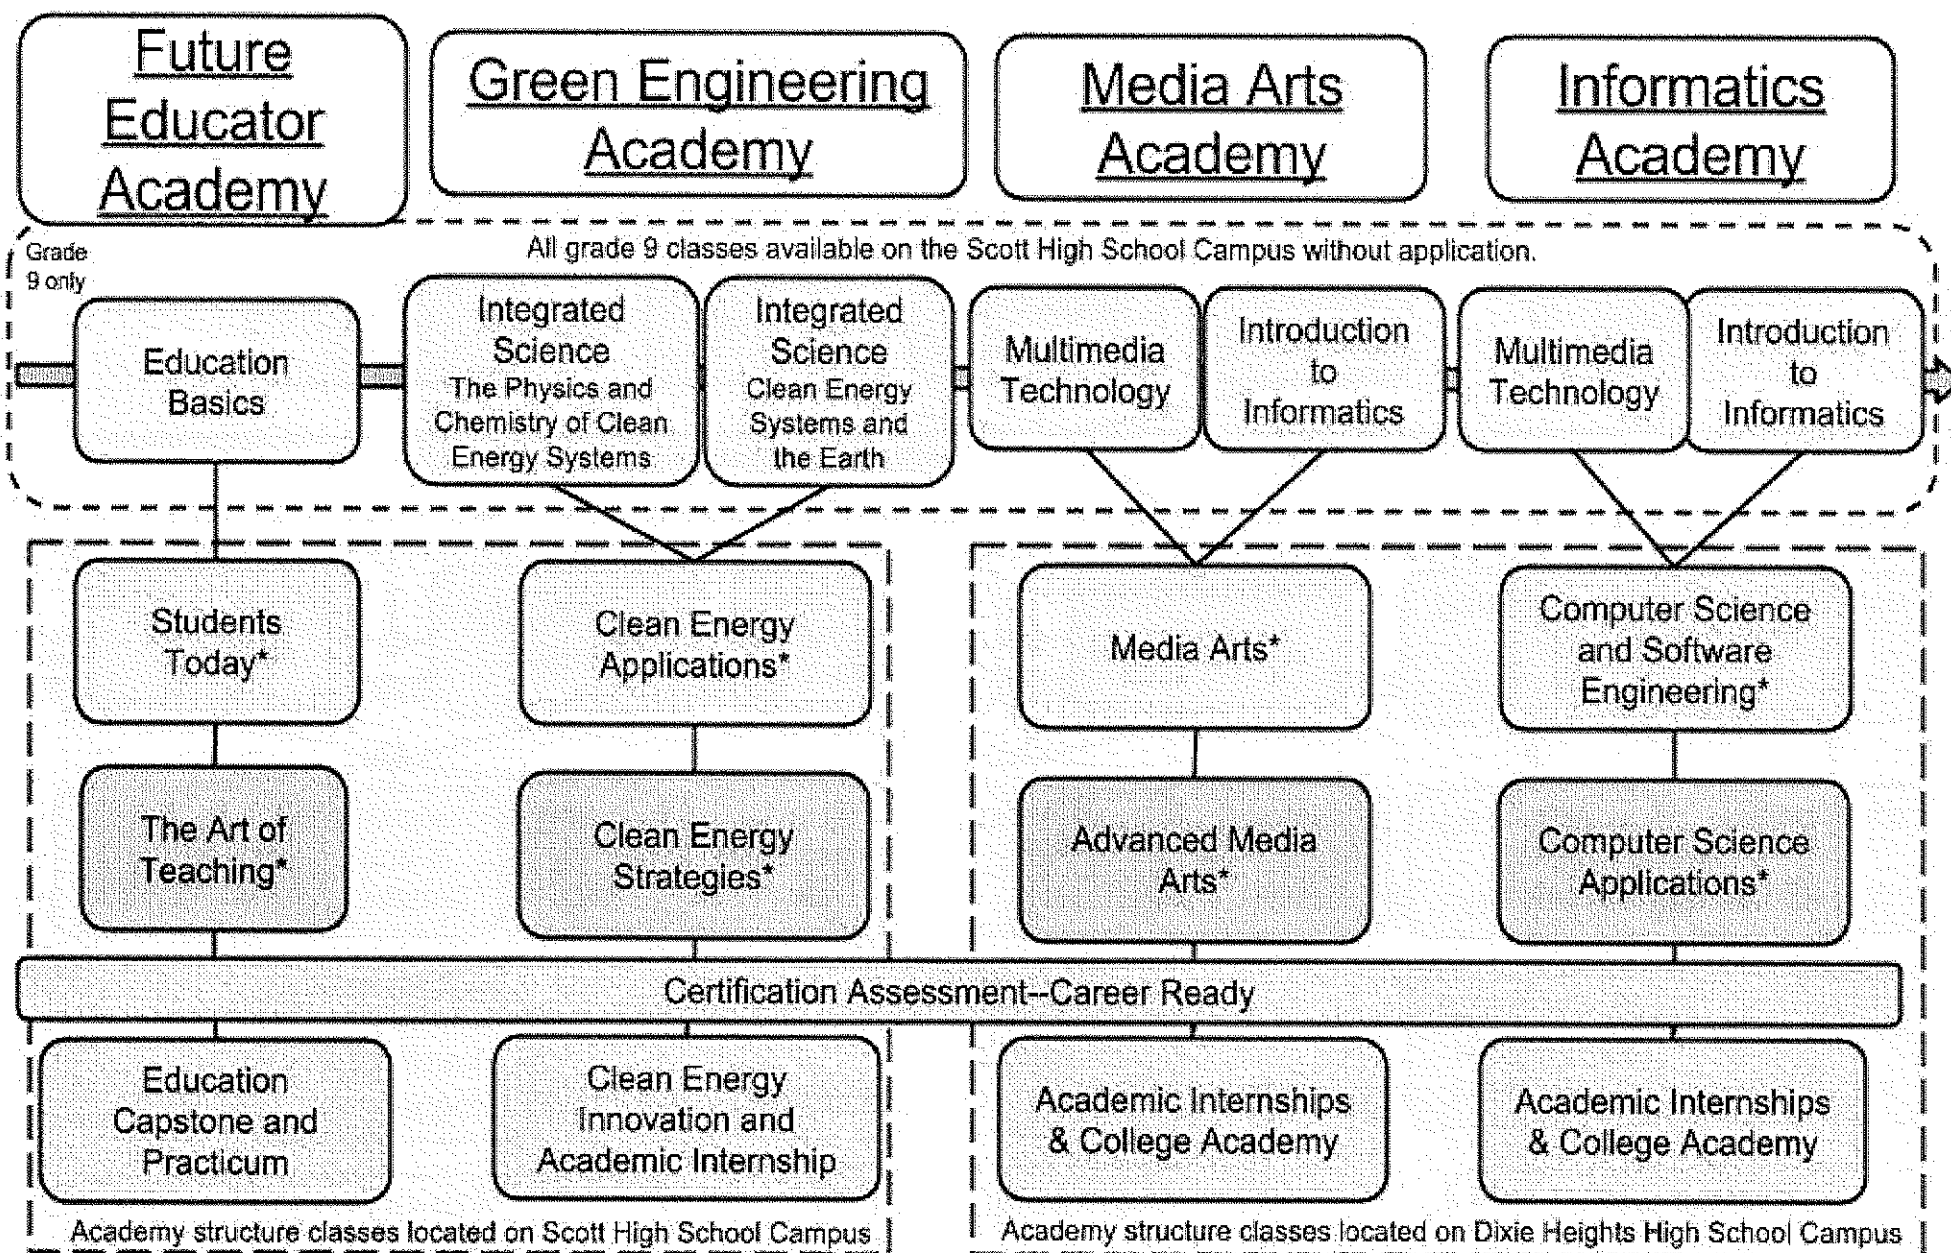 Future
Educator
Academy
Green Engineering
Academy
Media Arts
Academy
Informatics
Academy
Grade
9 only
All grade 9 classes available on the Scott High School Campus without application.
Education
Basics
Integrated
Science
The Physics and
Chemistry of Clean
Energy Systems
Integrated
Science
Clean Energy
Systems and
the Earth
Multimedia
Technology
Introduction
to
Informatics
Multimedia
Technology
Introduction
to
Informatics
Students
Today*
Clean Energy
Applications*
Media Arts*
Computer Science
and Software
Engineering*
The Art of
Teaching*
Clean Energy
Strategies*
Advanced Media
Arts*
Computer Science
Applications*
Certification Assessment--Career Ready
Education
Capstone and
Practicum
Clean Energy
Innovation and
Academic Internship
Academic Internships
& College Academy
Academic Internships
& College Academy
Academy structure classes located on Scott High School Campus
Academy structure classes located on Dixie Heights High School Campus